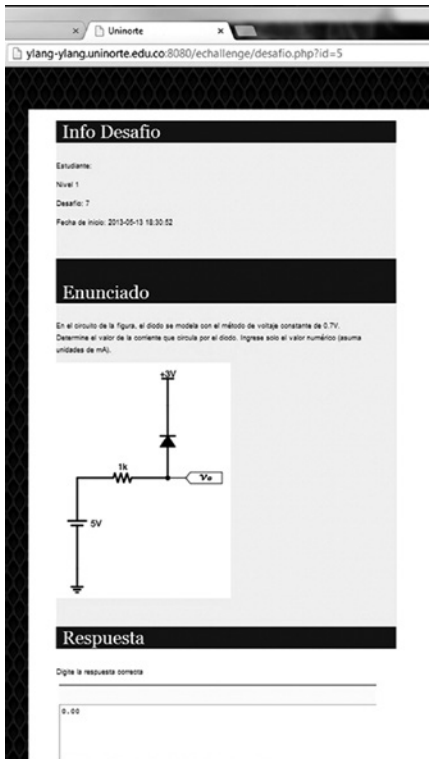 Uninorte
ylang-ylang.uninorte.edu.co:8080/echallenge/desafio.php?id=5
Info Desafio
Estudiante:
Nivel 1
Desafio: 7
Fecha de inicio: 2013-05-13 18:30:52
Enunciado
En el circuito de la figura, el diodo se modela con el método de voltaje constante de 0.7V.
Determine el valor de la corriente que circula por el diodo. Ingrese solo el valor numérico (asuma
unidades de mA).
+3V
1k
Vo
5V
Respuesta
Digite la respuesta correcta
0.00